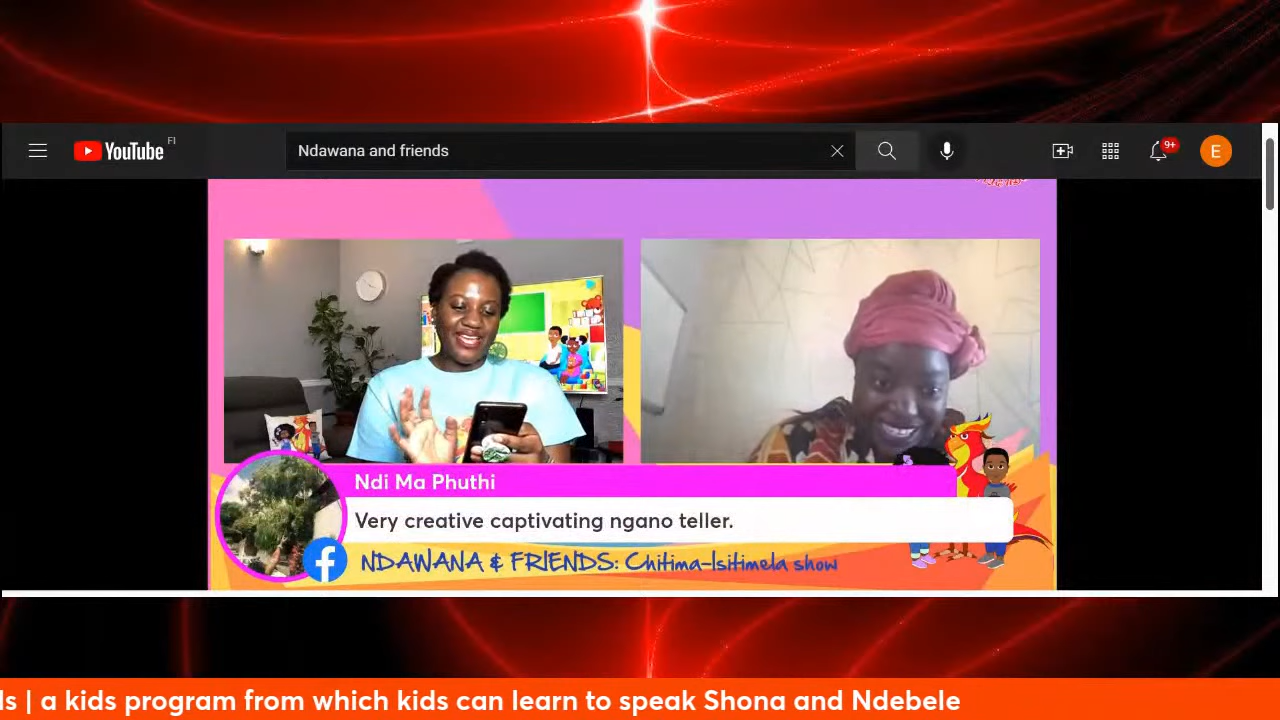 YouTube FI
Ndawana and friends
9+
E
Ndi Ma Phuthi
Very creative captivating ngano teller.
NDAWANA & FRIENDS: Chitima-Isitimela show
ls | a kids program from which kids can learn to speak Shona and Ndebele